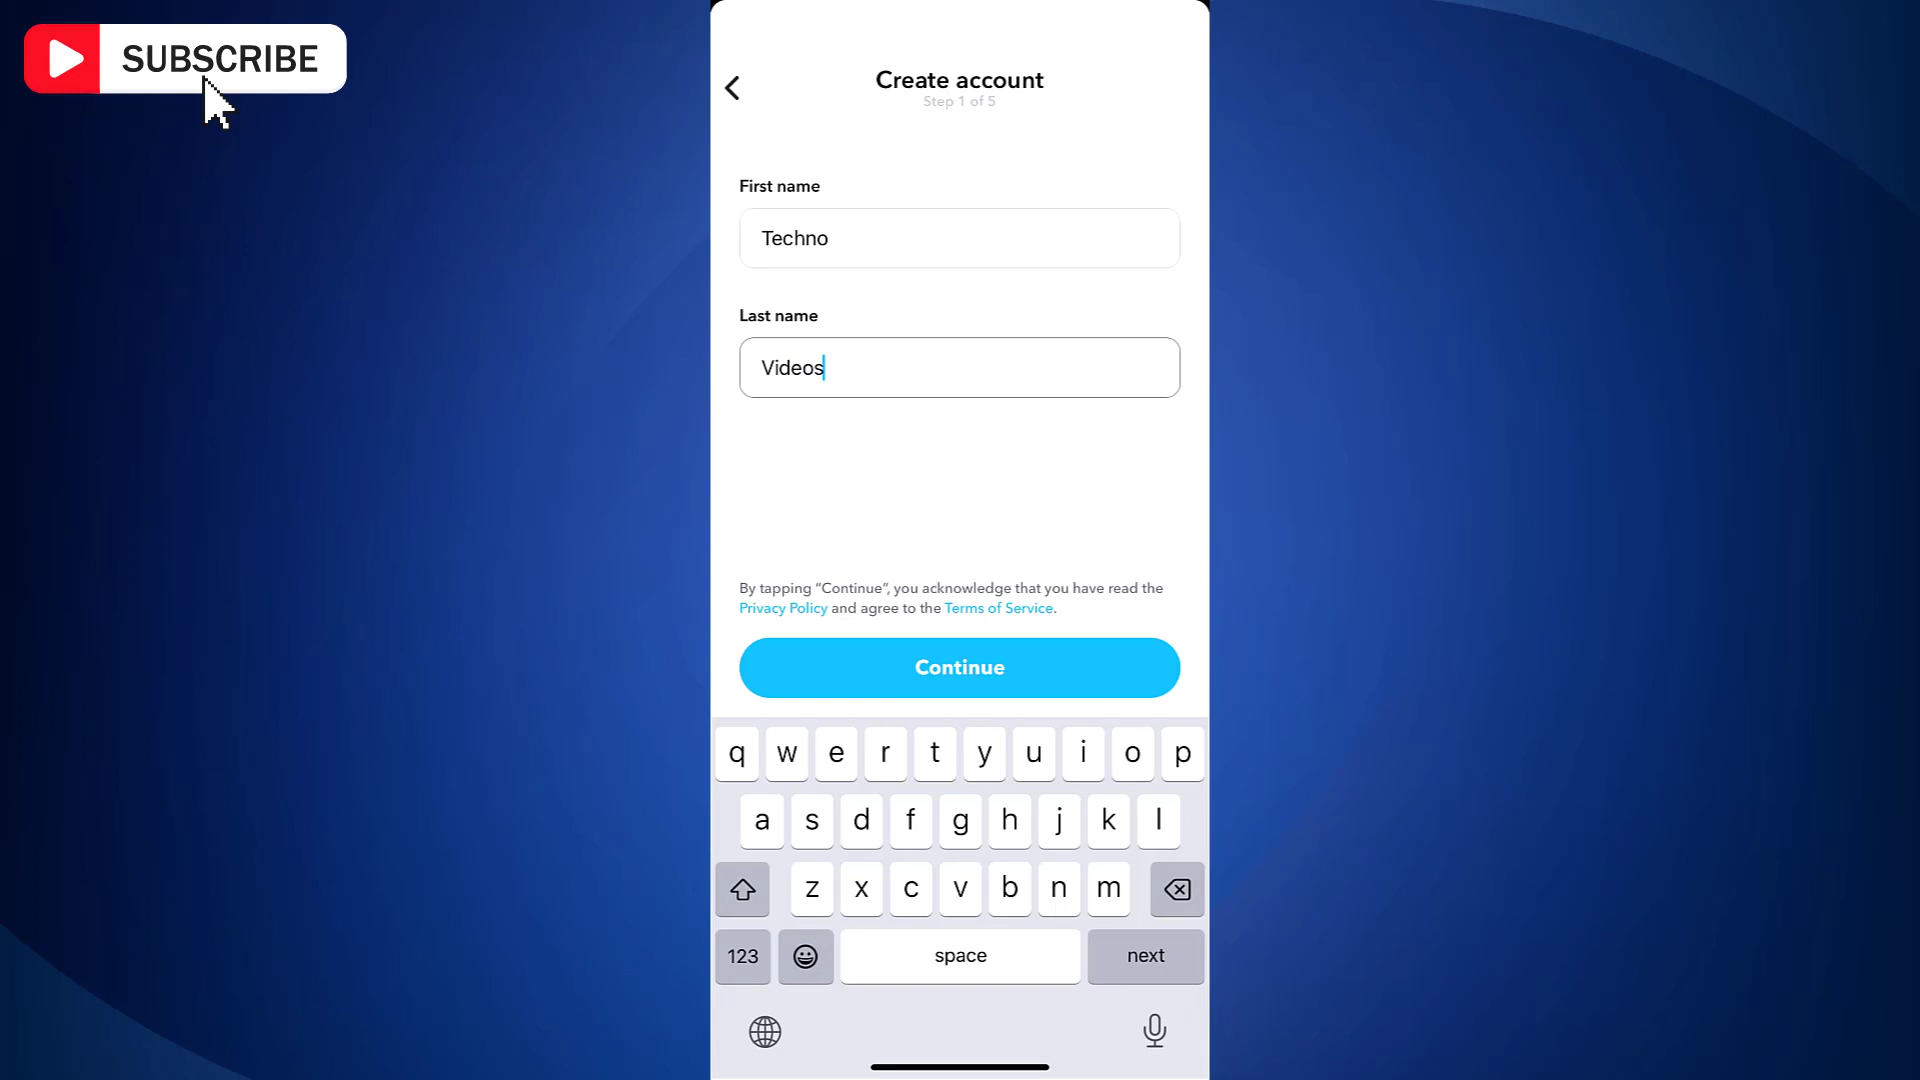 SUBSCRIBE
Create account
Step 1 of 5
First name
Techno
Last name
Videos
By tapping “Continue”, you acknowledge that you have read the
Privacy Policy and agree to the Terms of Service.
Continue
q w e r t y u i o p
a s d f g h j k l
z x c v b n m
123 space next